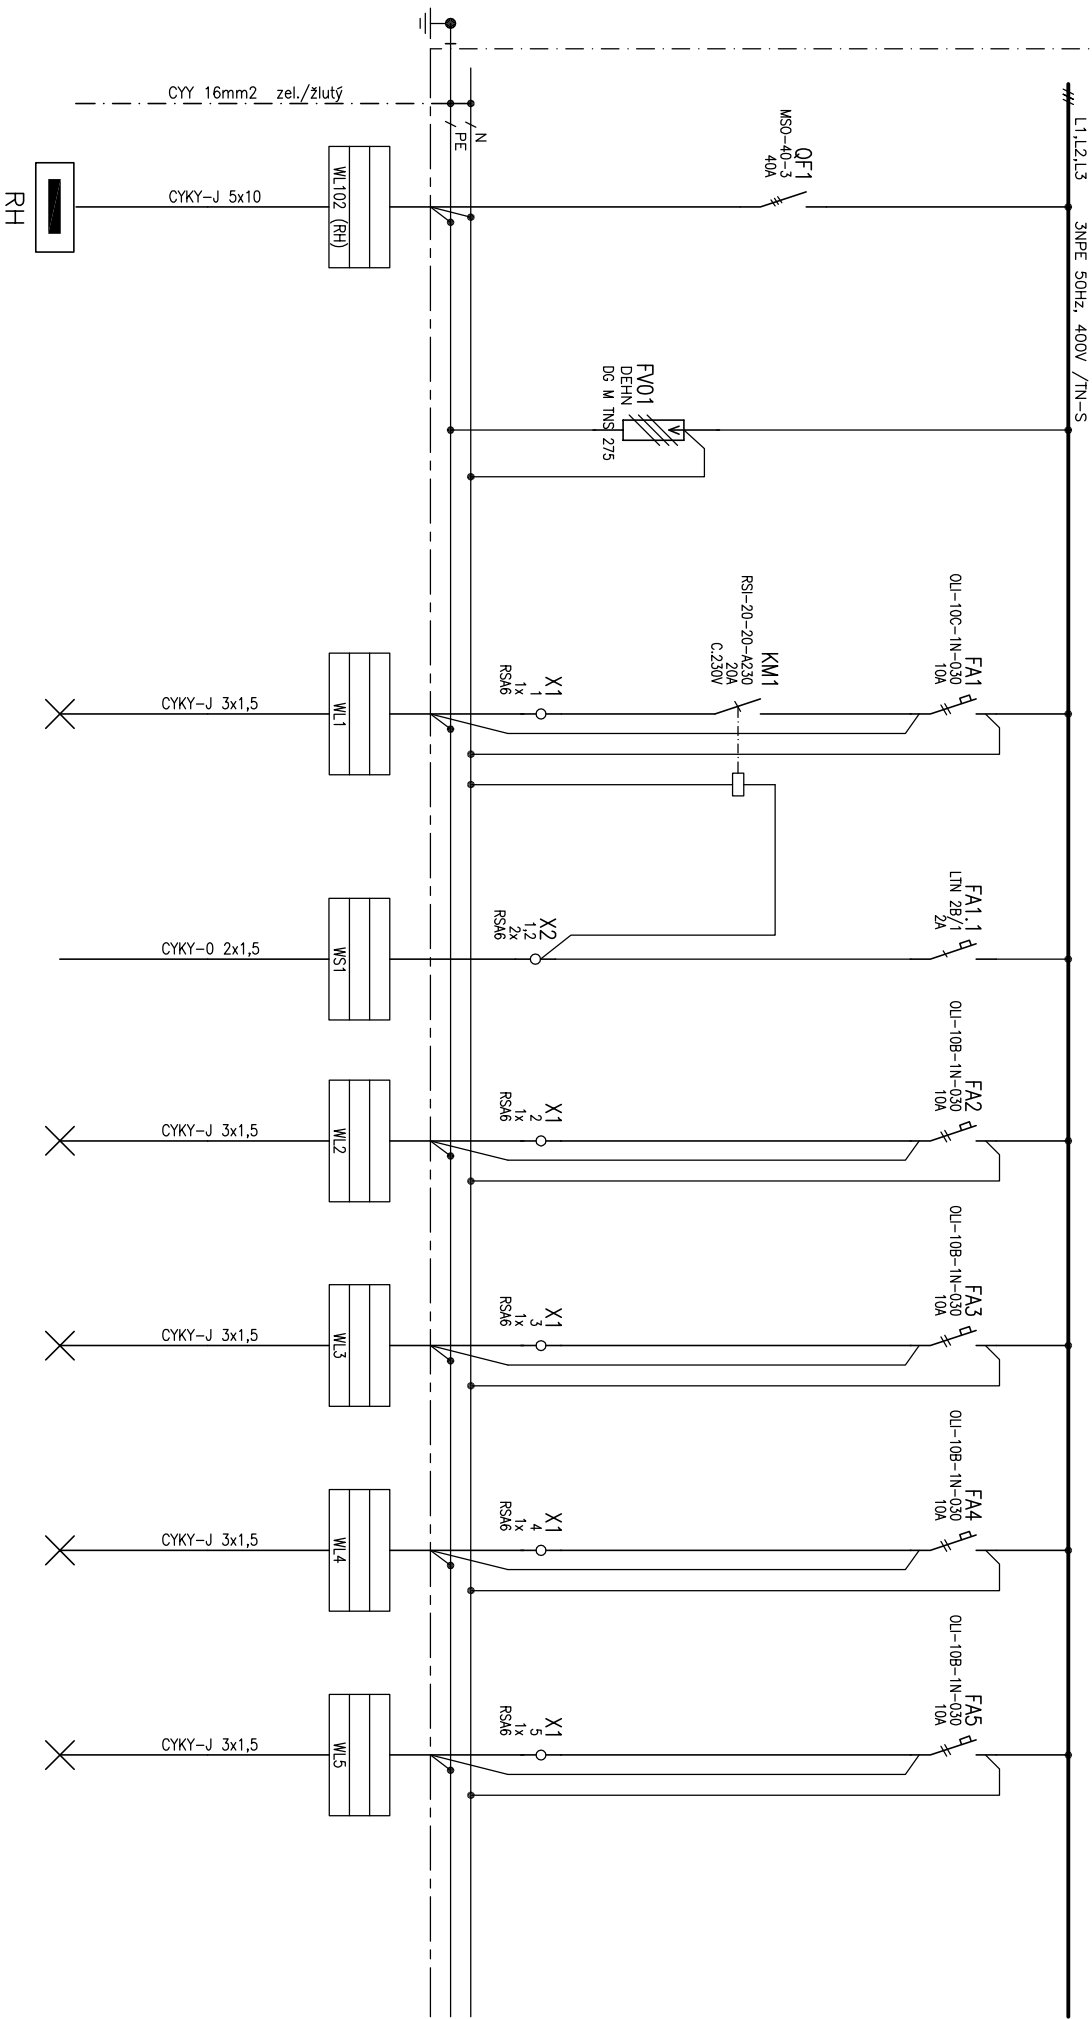 L1,L2,L3   3NPE 50Hz, 400V /TN-S
CYY 16mm2 zel./žlutý
N
PE
QF1
MSO-40-3
40A
WL102 (RH)
CYKY-J 5x10
RH
FV01
DEHN
DG M TNS 275
FA1
OLI-10C-1N-030
10A
KM1
RSI-20-20-A230
20A
C.230V
X1
1
1x
RSA6
WL1
CYKY-J 3x1,5
FA1.1
LTN 2B/1
2A
X2
1,2
2x
RSA6
WS1
CYKY-O 2x1,5
FA2
OLI-10B-1N-030
10A
X1
2
1x
RSA6
WL2
CYKY-J 3x1,5
FA3
OLI-10B-1N-030
10A
X1
3
1x
RSA6
WL3
CYKY-J 3x1,5
FA4
OLI-10B-1N-030
10A
X1
4
1x
RSA6
WL4
CYKY-J 3x1,5
FA5
OLI-10B-1N-030
10A
X1
5
1x
RSA6
WL5
CYKY-J 3x1,5